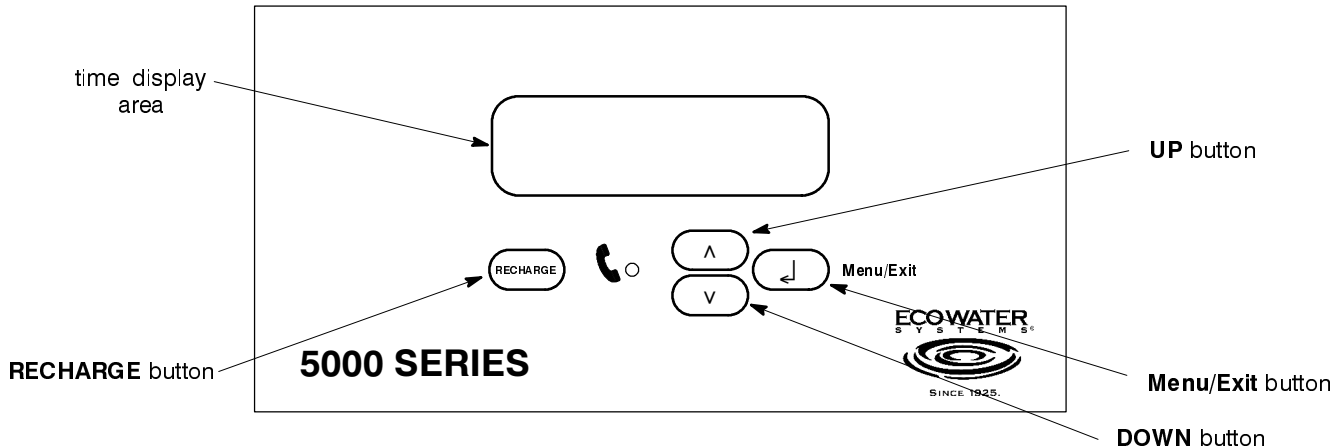 time display
area
UP button
RECHARGE
^
v
Menu/Exit
ECOWATER
SYSTEMS®
5000 SERIES
RECHARGE button
SINCE 1925.
Menu/Exit button
DOWN button